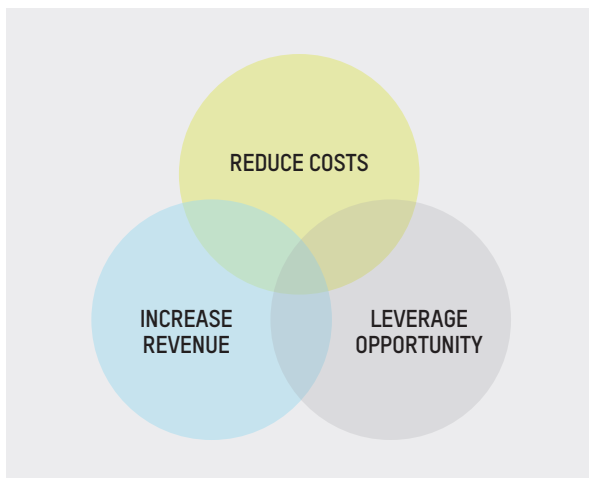 REDUCE COSTS
INCREASE
REVENUE
LEVERAGE
OPPORTUNITY